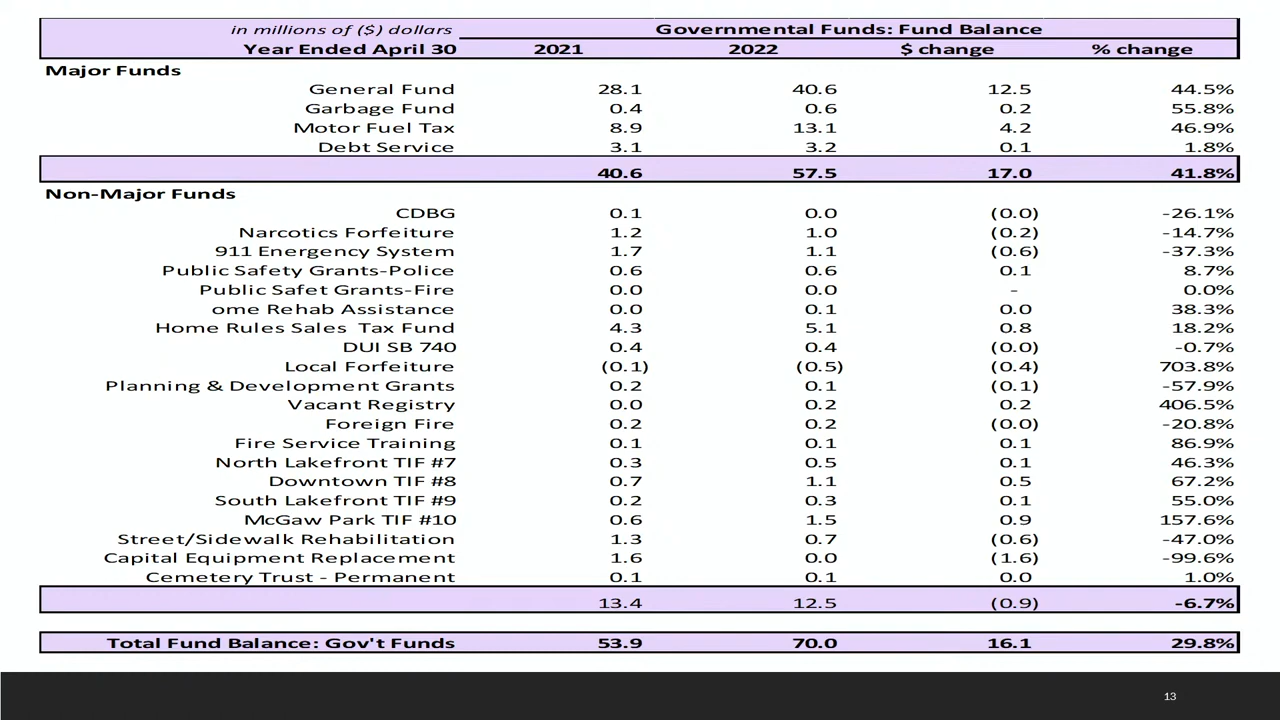 in millions of ($) dollars Governmental Funds: Fund Balance
Year Ended April 30 2021 2022 $ change % change
Major Funds
General Fund 28.1 40.6 12.5 44.5%
Garbage Fund 0.4 0.6 0.2 55.8%
Motor Fuel Tax 8.9 13.1 4.2 46.9%
Debt Service 3.1 3.2 0.1 1.8%
40.6 57.5 17.0 41.8%
Non-Major Funds
CDBG 0.1 0.0 (0.0) -26.1%
Narcotics Forfeiture 1.2 1.0 (0.2) -14.7%
911 Energency System 1.7 1.1 (0.6) -37.3%
Public Safety Grants-Police 0.6 0.6 0.1 8.7%
Public Safet Grants-Fire 0.0 0.0 - 0.0%
ome Rehab Assistance 0.0 0.1 0.0 38.3%
Home Rules Sales Tax Fund 4.3 5.1 0.8 18.2%
DUI SB 740 0.4 0.4 (0.0) -0.7%
Local Forfeiture (0.1) (0.5) (0.4) 703.8%
Planning & Development Grants 0.2 0.1 (0.1) -57.9%
Vacant Registry 0.0 0.2 0.2 406.5%
Foreign Fire 0.2 0.2 (0.0) -20.8%
Fire Service Training 0.1 0.1 0.1 86.9%
North Lakefront TIF #7 0.3 0.5 0.1 46.3%
Downtown TIF #8 0.7 1.1 0.5 67.2%
South Lakefront TIF #9 0.2 0.3 0.1 55.0%
McGaw Park TIF #10 0.6 1.5 0.9 157.6%
Street/Sidewalk Rehabilitation 1.3 0.7 (0.6) -47.0%
Capital Equipment Replacement 1.6 0.0 (1.6) -99.6%
Cemetery Trust - Permanent 0.1 0.1 0.0 1.0%
13.4 12.5 (0.9) -6.7%
Total Fund Balance: Gov't Funds 53.9 70.0 16.1 29.8%
13